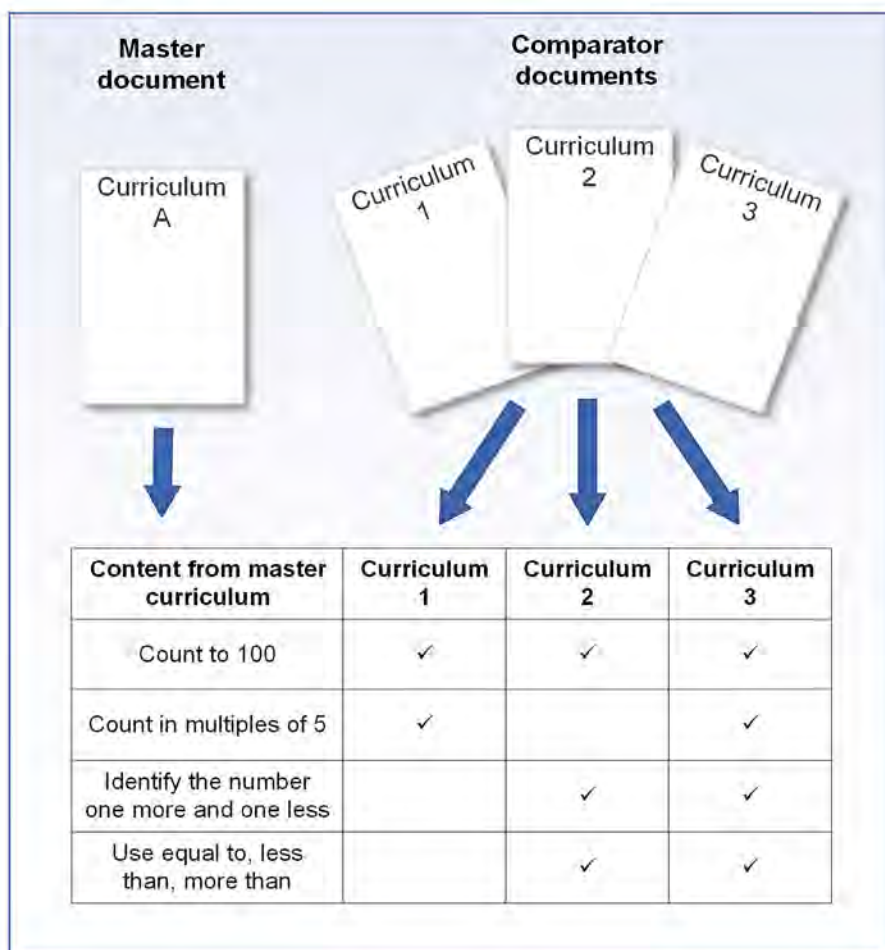 Master
document
Comparator
documents
Curriculum
A
Curriculum
1
Curriculum
2
Curriculum
3
Content from master
curriculum
Curriculum
1
Curriculum
2
Curriculum
3
Count to 100
✓ ✓ ✓
Count in multiples of 5
✓ ✓
Identify the number
one more and one less
✓ ✓
Use equal to, less
than, more than
✓ ✓